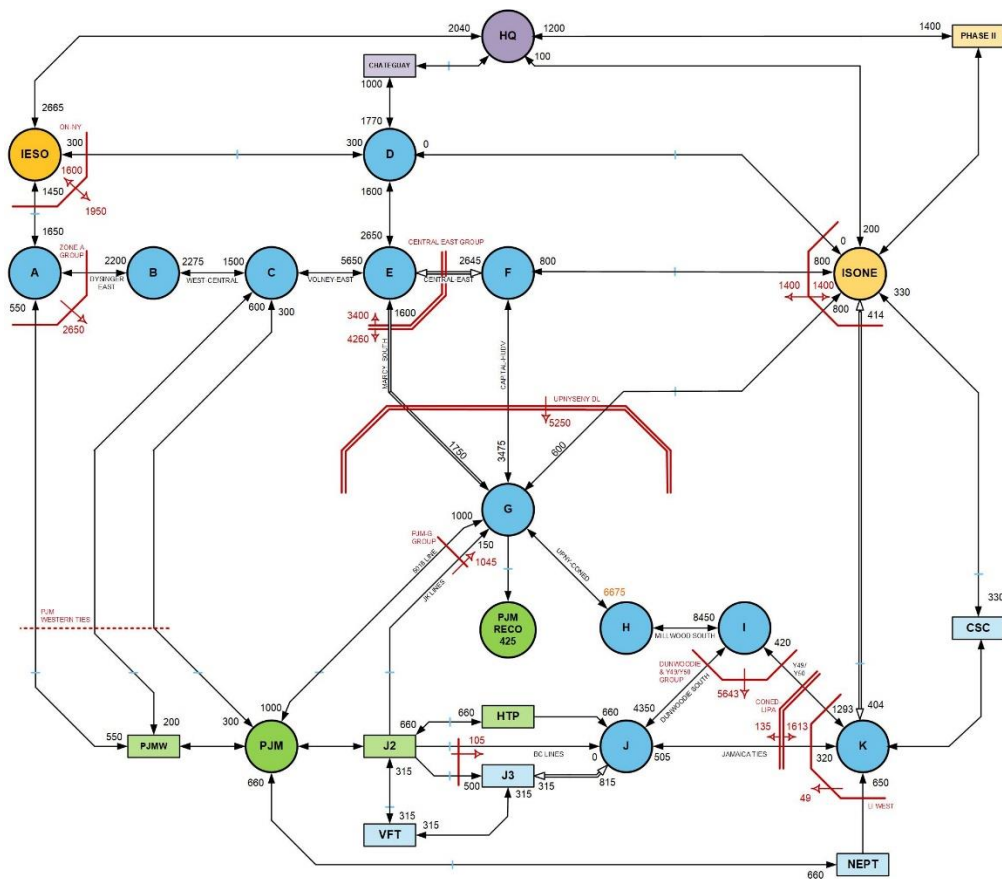 2040
HQ
1200
1400
PHASE II
CHATEGUAY
100
1000
2665
ON-NY
1770
IESO
300
300
D
0
1600
1450
1950
1600
1650
ZONE A
GROUP
2650
CENTRAL EAST GROUP
0
200
A
2200
B
2275
1500
C
5650
E
2645
F
800
800
ISONE
DYSINGER
EAST
WEST-CENTRAL
VOLNEY-EAST
CENTRAL-EAST
1400
1400
550
2650
600
300
1600
3400
4260
800
414
330
MARCY SOUTH
CAPITAL-HUDV
UPNYSENY DL
5250
1750
3475
600
G
1000
150
PJM-G
GROUP
5018 LINE
JK LINES
1045
UPNY-CONED
PJM
WESTERN TIES
PJM
RECO
425
6675
H
8450
I
MILLWOOD SOUTH
330
CSC
420
Y49/
Y50
DUNWOODIE
& Y49/Y50
GROUP
DUNWOODIE SOUTH
5643
CONED
LIPA
1000
200
300
550
PJMW
PJM
660
HTP
660
660
4350
135
1613
1293
404
J2
105
BC LINES
J
505
JAMAICA TIES
320
K
0
660
315
500
J3
315
815
650
315
49
LI WEST
315
VFT
315
NEPT
660